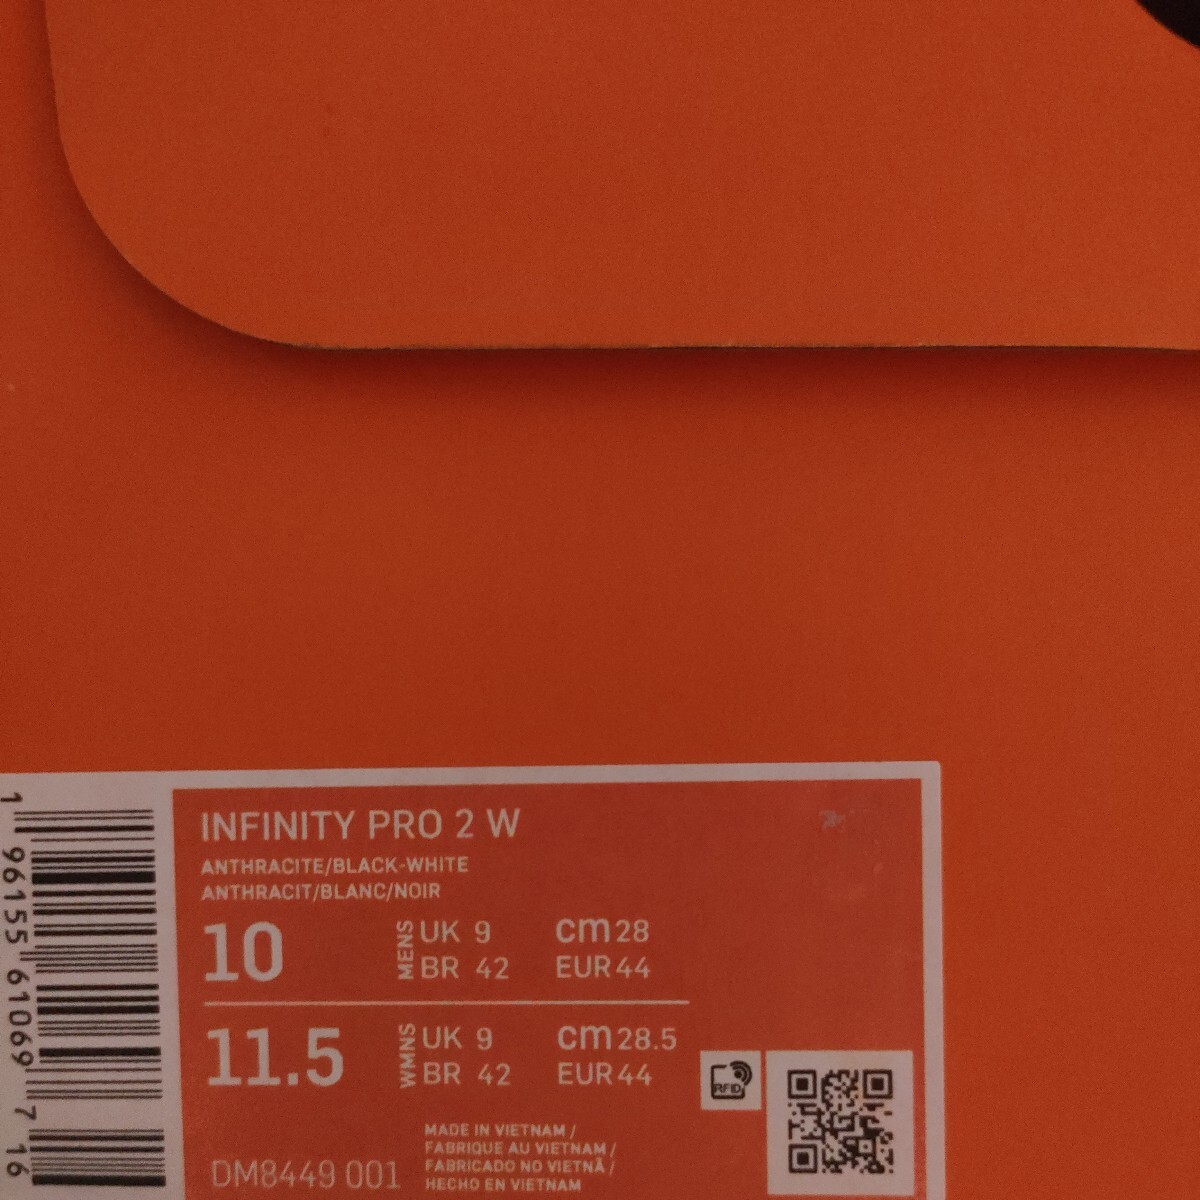 INFINITY PRO 2 W
ANTHRACITE/BLACK-WHITE
ANTHRACIT/BLANC/NOIR
10 MENS UK 9 cm 28
BR 42 EUR 44
11.5 WMNS UK 9 cm 28.5
BR 42 EUR 44
RFID
MADE IN VIETNAM /
FABRIQUE AU VIETNAM /
FABRICADO NO VIETNÃ /
HECHO EN VIETNAM
DM8449 001
1 96155 61069 7 16